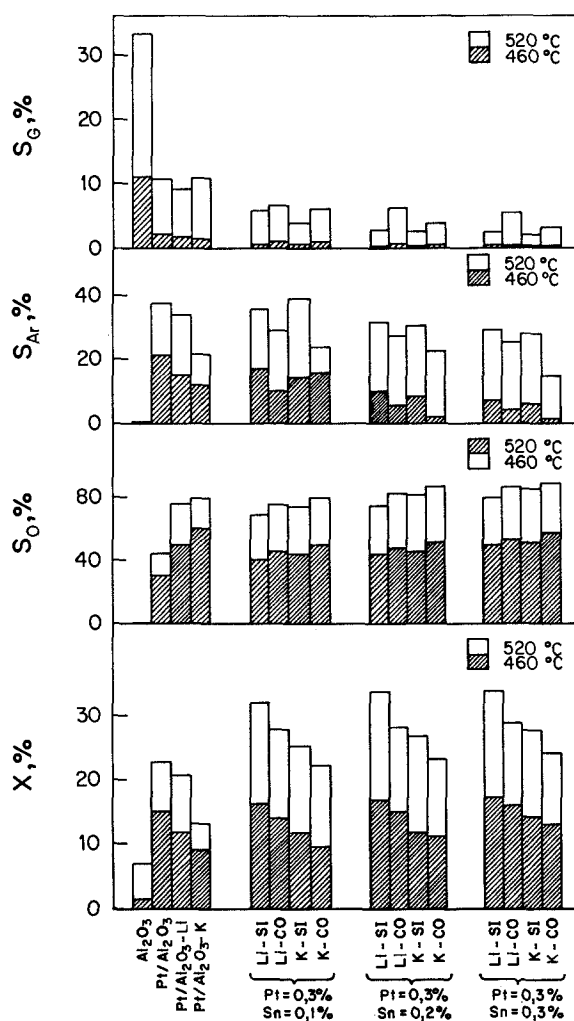 S_G, %
30
20
10
0
520 °C
460 °C
S_Ar, %
40
20
0
520 °C
460 °C
S_O, %
80
40
0
520 °C
460 °C
X, %
30
20
10
0
520 °C
460 °C
Al₂O₃
Pt/Al₂O₃
Pt/Al₂O₃-Li
Pt/Al₂O₃-K
Li - SI
Li - CO
K - SI
K - CO
Pt = 0,3%
Sn = 0,1%
Li - SI
Li - CO
K - SI
K - CO
Pt = 0,3%
Sn = 0,2%
Li - SI
Li - CO
K - SI
K - CO
Pt = 0,3%
Sn = 0,3%